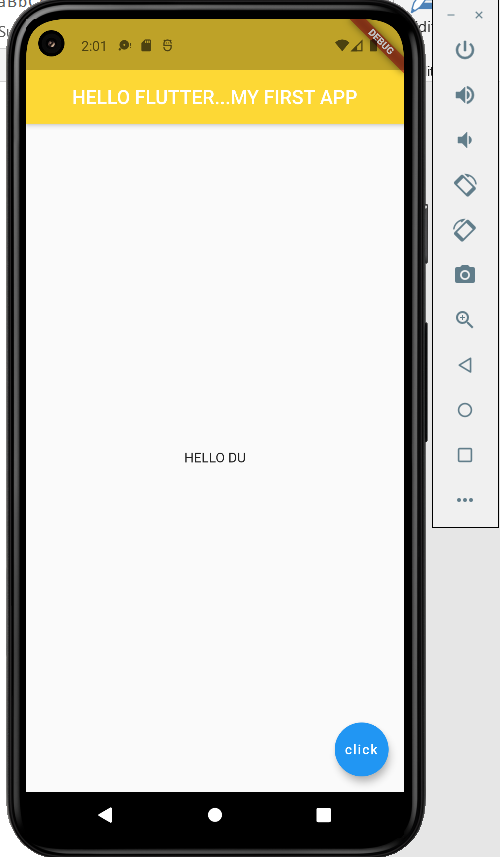 2:01
DEBUG
HELLO FLUTTER...MY FIRST APP
HELLO DU
click